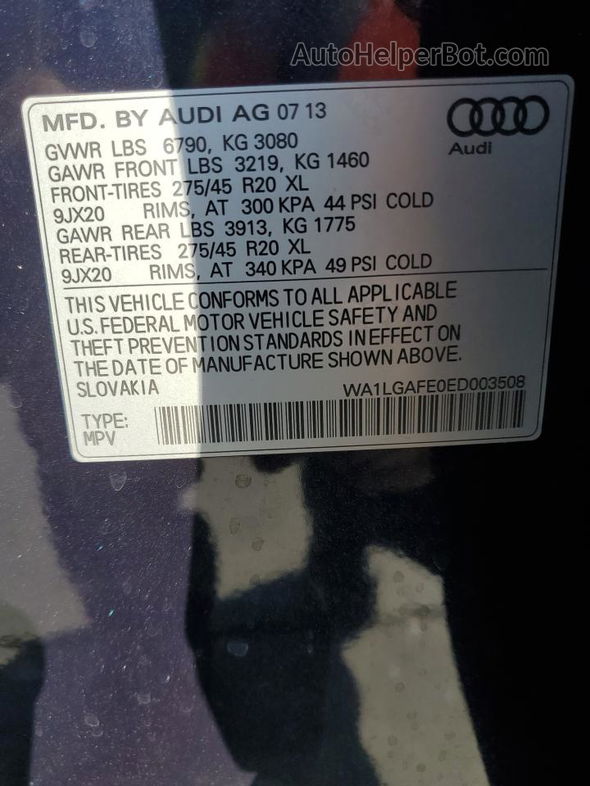 AutoHelperBot.com
MFD. BY AUDI AG 07 13
GVWR LBS 6790, KG 3080
GAWR FRONT LBS 3219, KG 1460
FRONT-TIRES 275/45 R20 XL
9JX20 RIMS, AT 300 KPA 44 PSI COLD
GAWR REAR LBS 3913, KG 1775
REAR-TIRES 275/45 R20 XL
9JX20 RIMS, AT 340 KPA 49 PSI COLD
Audi
THIS VEHICLE CONFORMS TO ALL APPLICABLE
U.S. FEDERAL MOTOR VEHICLE SAFETY AND
THEFT PREVENTION STANDARDS IN EFFECT ON
THE DATE OF MANUFACTURE SHOWN ABOVE.
SLOVAKIA WA1LGAFE0ED003508
TYPE:
MPV